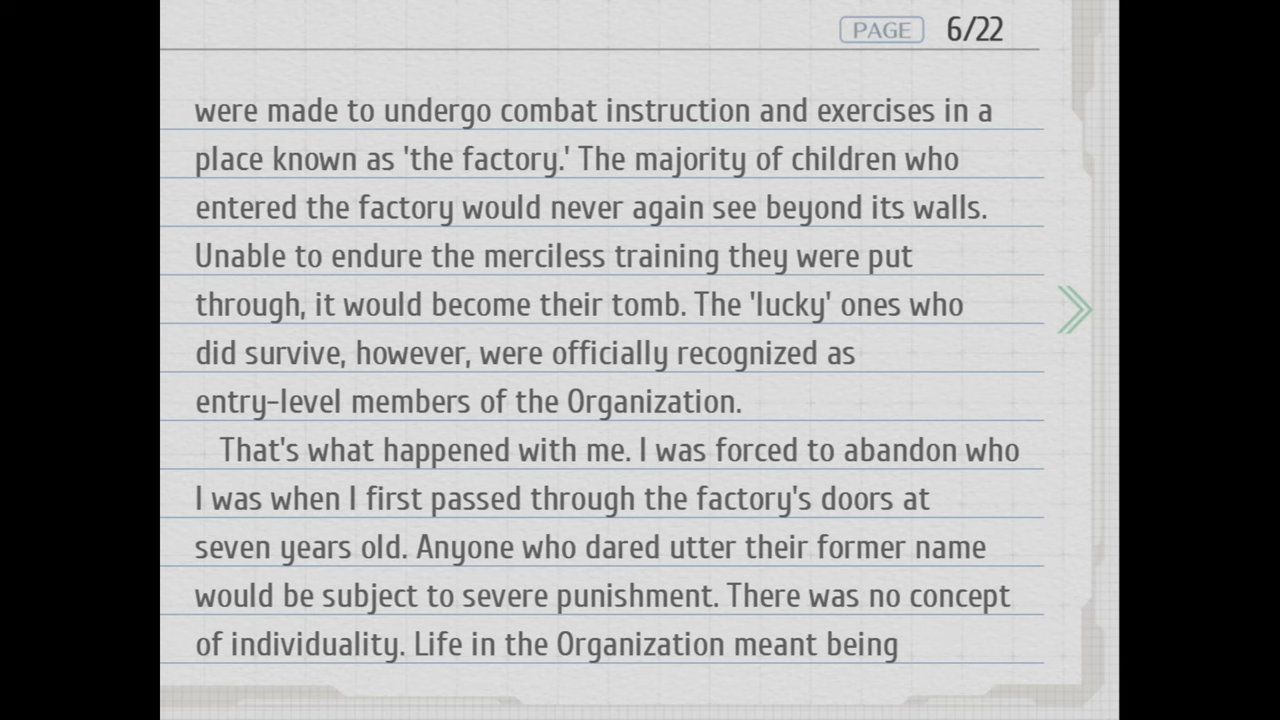 PAGE 6/22
were made to undergo combat instruction and exercises in a
place known as 'the factory.' The majority of children who
entered the factory would never again see beyond its walls.
Unable to endure the merciless training they were put
through, it would become their tomb. The 'lucky' ones who
did survive, however, were officially recognized as
entry-level members of the Organization.
That's what happened with me. I was forced to abandon who
I was when I first passed through the factory's doors at
seven years old. Anyone who dared utter their former name
would be subject to severe punishment. There was no concept
of individuality. Life in the Organization meant being